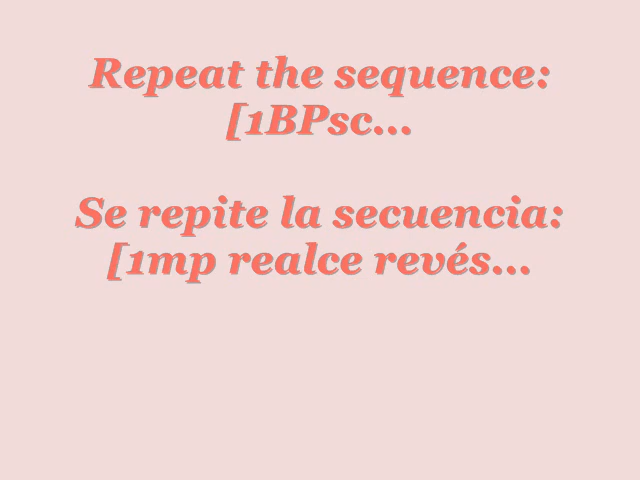 Repeat the sequence:
[1BPsc...
Se repite la secuencia:
[1mp realce revés...